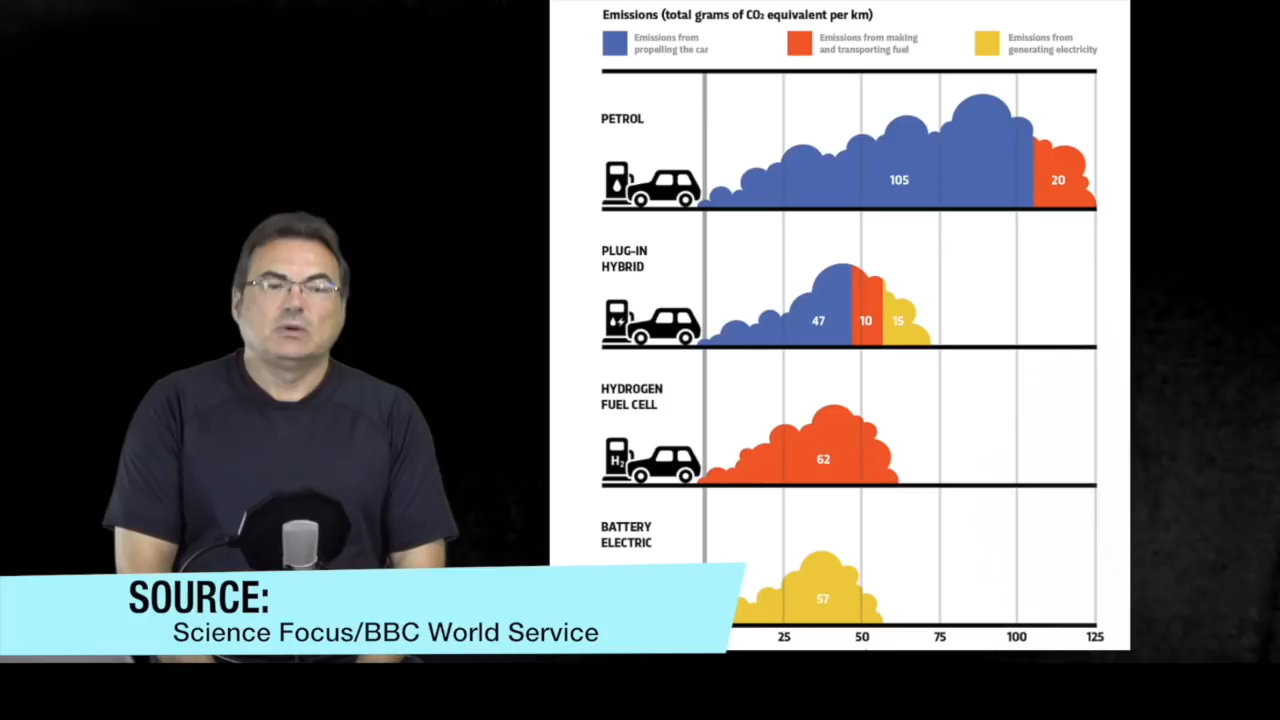 Emissions (total grams of CO₂ equivalent per km)
Emissions from
propelling the car
Emissions from making
and transporting fuel
Emissions from
generating electricity
PETROL
105
20
PLUG-IN
HYBRID
47
10
15
HYDROGEN
FUEL CELL
H₂
62
BATTERY
ELECTRIC
57
25
50
75
100
125
SOURCE:
Science Focus/BBC World Service